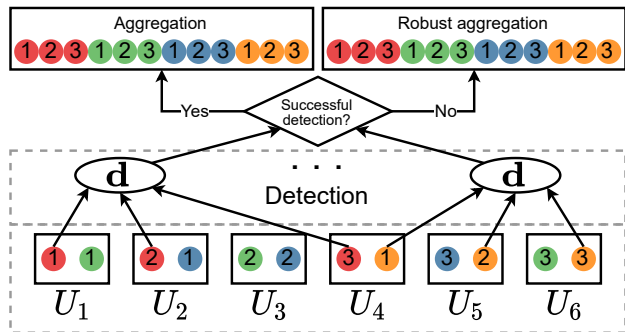 Aggregation Robust aggregation
1 2 3 1 2 3 1 2 3 1 2 3 1 2 3 1 2 3 1 2 3 1 2 3
Successful
Yes detection? No
. . .
d d
Detection
1 1 2 1 2 2 3 1 3 2 3 3
U1 U2 U3 U4 U5 U6